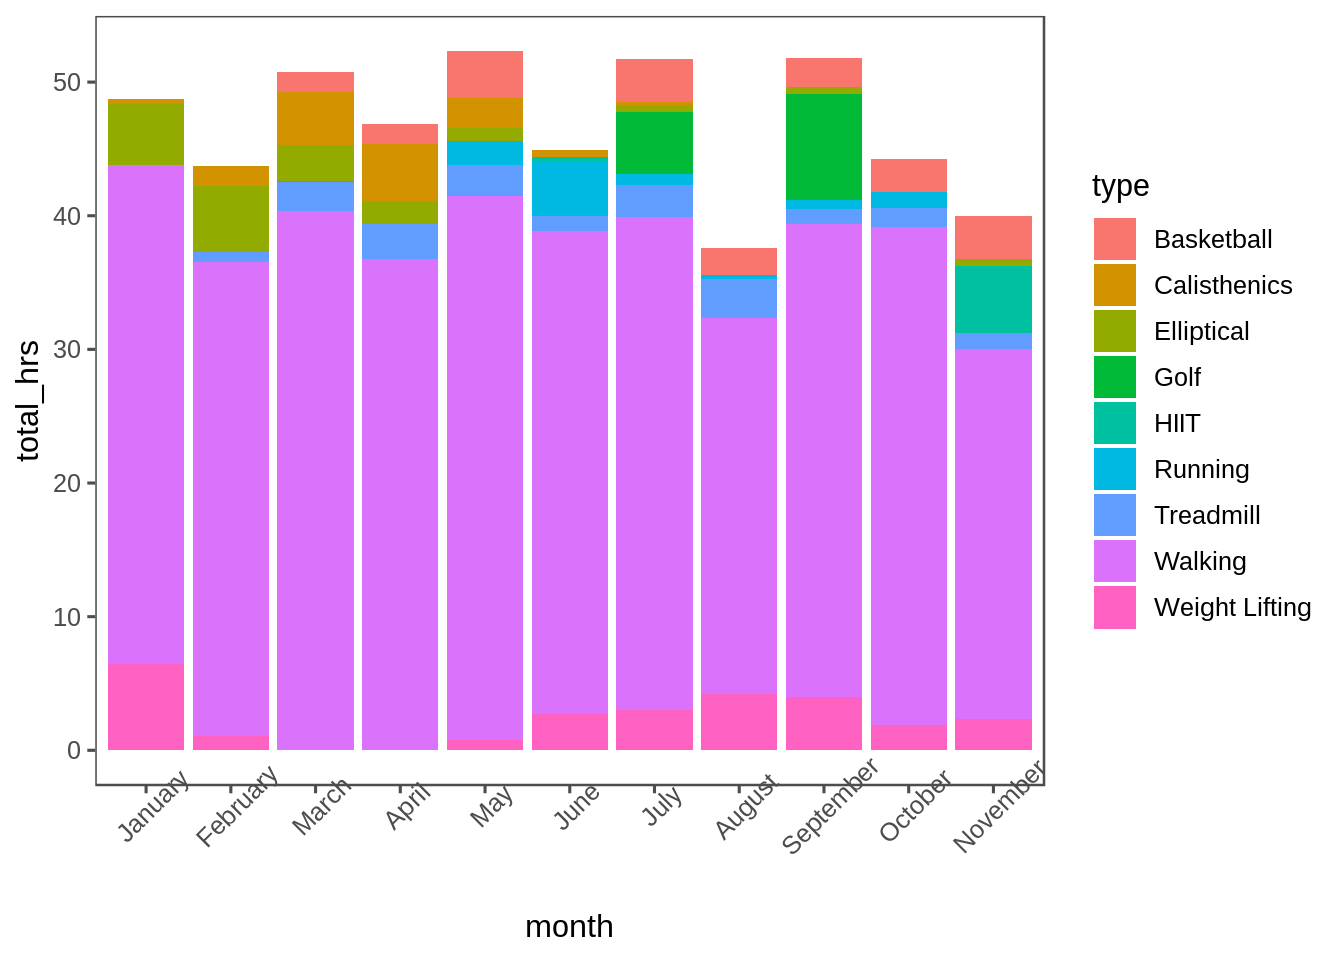 50
40
30
20
10
0
total_hrs
January
February
March
April
May
June
July
August
September
October
November
month
type
Basketball
Calisthenics
Elliptical
Golf
HIIT
Running
Treadmill
Walking
Weight Lifting